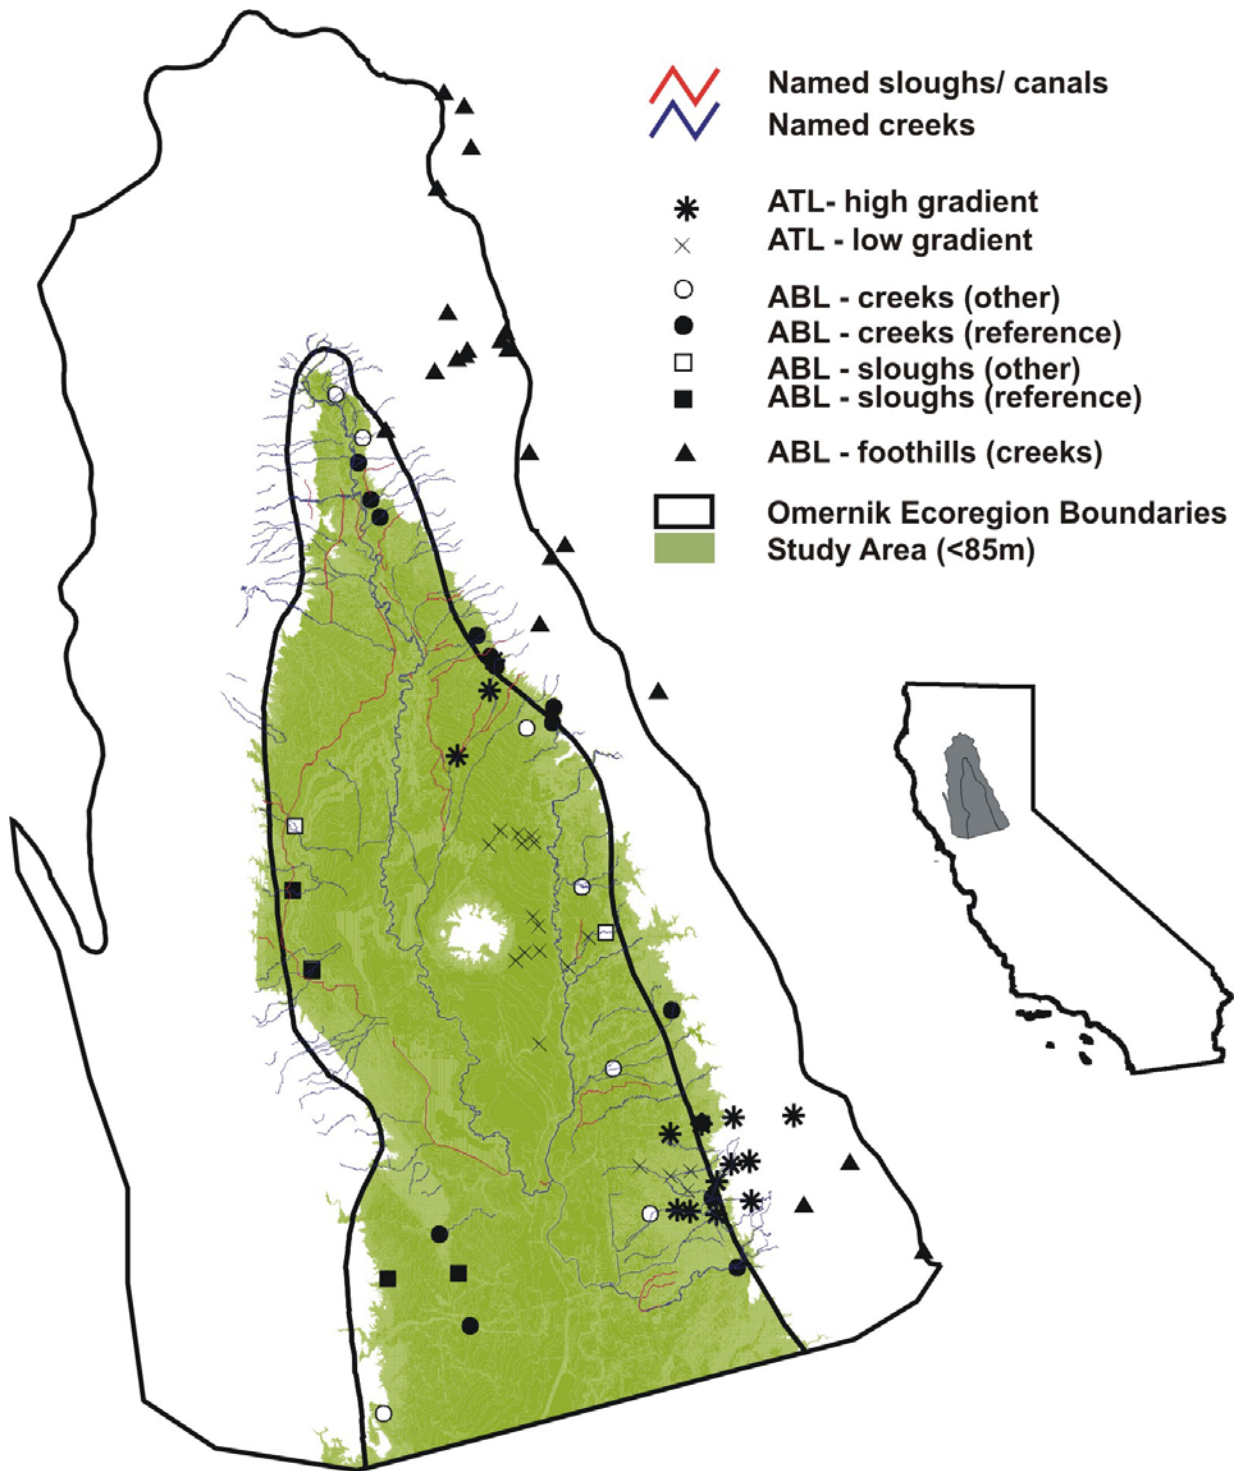 Named sloughs/ canals
Named creeks
ATL- high gradient
ATL - low gradient
ABL - creeks (other)
ABL - creeks (reference)
ABL - sloughs (other)
ABL - sloughs (reference)
ABL - foothills (creeks)
Omernik Ecoregion Boundaries
Study Area (<85m)